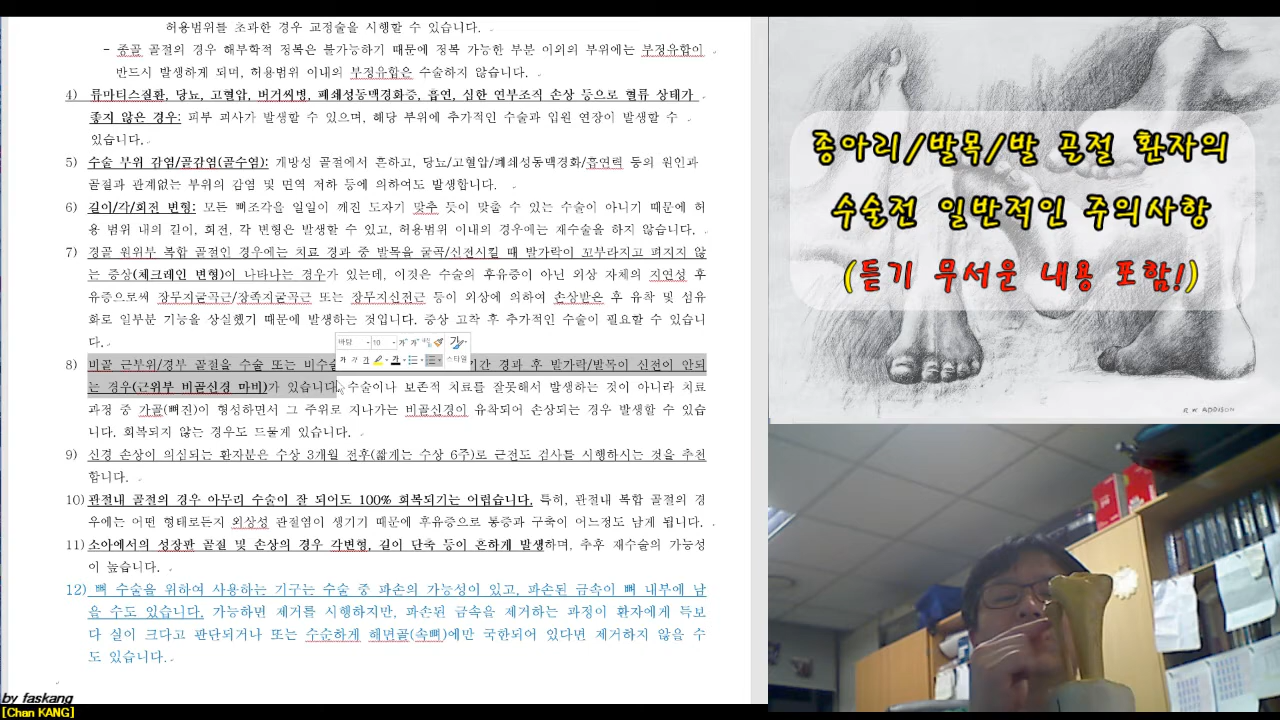 허용범위를 초과한 경우 교정술을 시행할 수 있습니다.
- 종골 골절의 경우 해부학적 정복은 불가능하기 때문에 정복 가능한 부분 이외의 부위에는 부정유합이
반드시 발생하게 되며, 허용범위 이내의 부정유합은 수술하지 않습니다.
4) 류마티스질환, 당뇨, 고혈압, 버거씨병, 폐쇄성동맥경화증, 흡연, 심한 연부조직 손상 등으로 혈류 상태가
좋지 않은 경우: 피부 괴사가 발생할 수 있으며, 해당 부위에 추가적인 수술과 입원 연장이 발생할 수
있습니다.
5) 수술 부위 감염/골감염(골수염): 개방성 골절에서 흔하고, 당뇨/고혈압/폐쇄성동맥경화/흡연력 등의 원인과
골절과 관계없는 부위의 감염 및 면역 저하 등에 의하여도 발생합니다.
6) 길이/각/회전 변형: 모든 뼈조각을 일일이 깨진 도자기 맞추 듯이 맞출 수 있는 수술이 아니기 때문에 허
용 범위 내의 길이, 회전, 각 변형은 발생할 수 있고, 허용범위 이내의 경우에는 재수술을 하지 않습니다.
7) 경골 원위부 복합 골절인 경우에는 치료 경과 중 발목을 굴곡/신전시킬 때 발가락이 꼬부라지고 펴지지 않
는 증상(체크레인 변형)이 나타나는 경우가 있는데, 이것은 수술의 후유증이 아닌 외상 자체의 지연성 후
유증으로써 장무지굴곡근/장족지굴곡근 또는 장무지신전근 등이 외상에 의하여 손상받은 후 유착 및 섬유
화로 일부분 기능을 상실했기 때문에 발생하는 것입니다. 증상 고착 후 추가적인 수술이 필요할 수 있습니
다.
바탕 10
스타일
8) 비골 근부위/경부 골절을 수술 또는 비수술 기간 경과 후 발가락/발목이 신전이 안되
는 경우(근위부 비골신경 마비)가 있습니다. 수술이나 보존적 치료를 잘못해서 발생하는 것이 아니라 치료
과정 중 가골(뼈진)이 형성하면서 그 주위로 지나가는 비골신경이 유착되어 손상되는 경우 발생할 수 있습
니다. 회복되지 않는 경우도 드물게 있습니다.
9) 신경 손상이 의심되는 환자분은 수상 3개월 전후(짧게는 수상 6주)로 근전도 검사를 시행하시는 것을 추천
합니다.
10) 관절내 골절의 경우 아무리 수술이 잘 되어도 100% 회복되기는 어렵습니다. 특히, 관절내 복합 골절의 경
우에는 어떤 형태로든지 외상성 관절염이 생기기 때문에 후유증으로 통증과 구축이 어느정도 남게 됩니다.
11) 소아에서의 성장판 골절 및 손상의 경우 각변형, 길이 단축 등이 흔하게 발생하며, 추후 재수술의 가능성
이 높습니다.
12) 뼈 수술을 위하여 사용하는 기구는 수술 중 파손의 가능성이 있고, 파손된 금속이 뼈 내부에 남
을 수도 있습니다. 가능하면 제거를 시행하지만, 파손된 금속을 제거하는 과정이 환자에게 득보
다 실이 크다고 판단되거나 또는 수순하게 해면골(속뼈)에만 국한되어 있다면 제거하지 않을 수
도 있습니다.
by faskang
[Chan KANG]
종아리/발목/발 골절 환자의
수술전 일반적인 주의사항
(듣기 무서운 내용 포함!)
R.K ADDISON